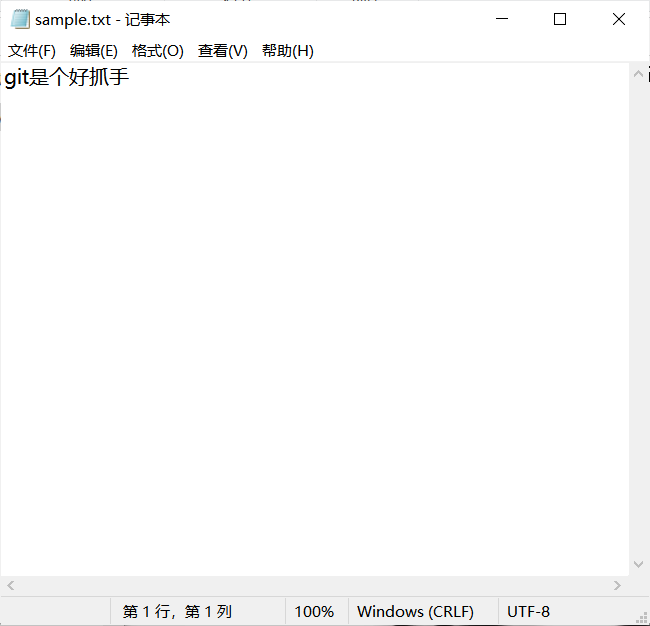 sample.txt - 记事本
文件(F) 编辑(E) 格式(O) 查看(V) 帮助(H)
git是个好抓手
第 1 行，第 1 列 100% Windows (CRLF) UTF-8